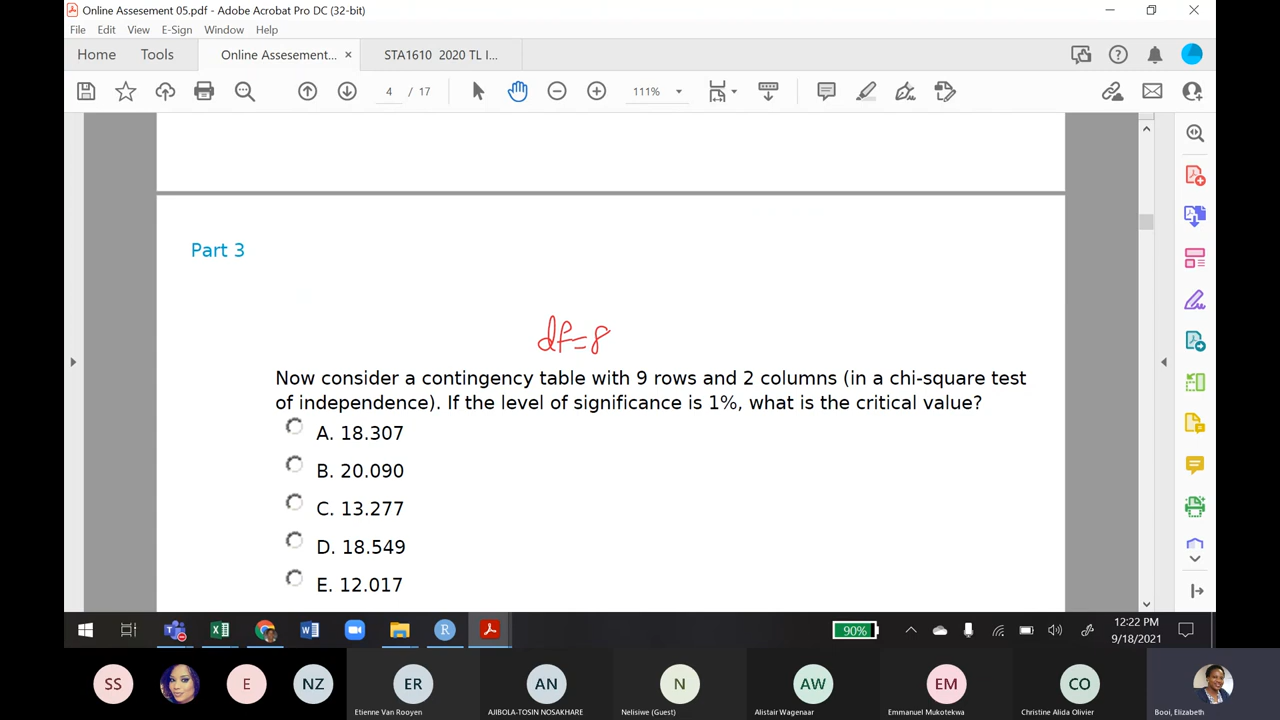 Online Assesement 05.pdf - Adobe Acrobat Pro DC (32-bit)
File Edit View E-Sign Window Help
Home Tools Online Assesement... × STA1610 2020 TL I...
4 / 17 111%
Part 3
df=8
Now consider a contingency table with 9 rows and 2 columns (in a chi-square test
of independence). If the level of significance is 1%, what is the critical value?
A. 18.307
B. 20.090
C. 13.277
D. 18.549
E. 12.017
90%
12:22 PM
9/18/2021
SS E NZ ER AN N AW EM CO
Etienne Van Rooyen AJIBOLA-TOSIN NOSAKHARE Nelisiwe (Guest) Alistair Wagenaar Emmanuel Mukotekwa Christine Alida Olivier Booi, Elizabeth